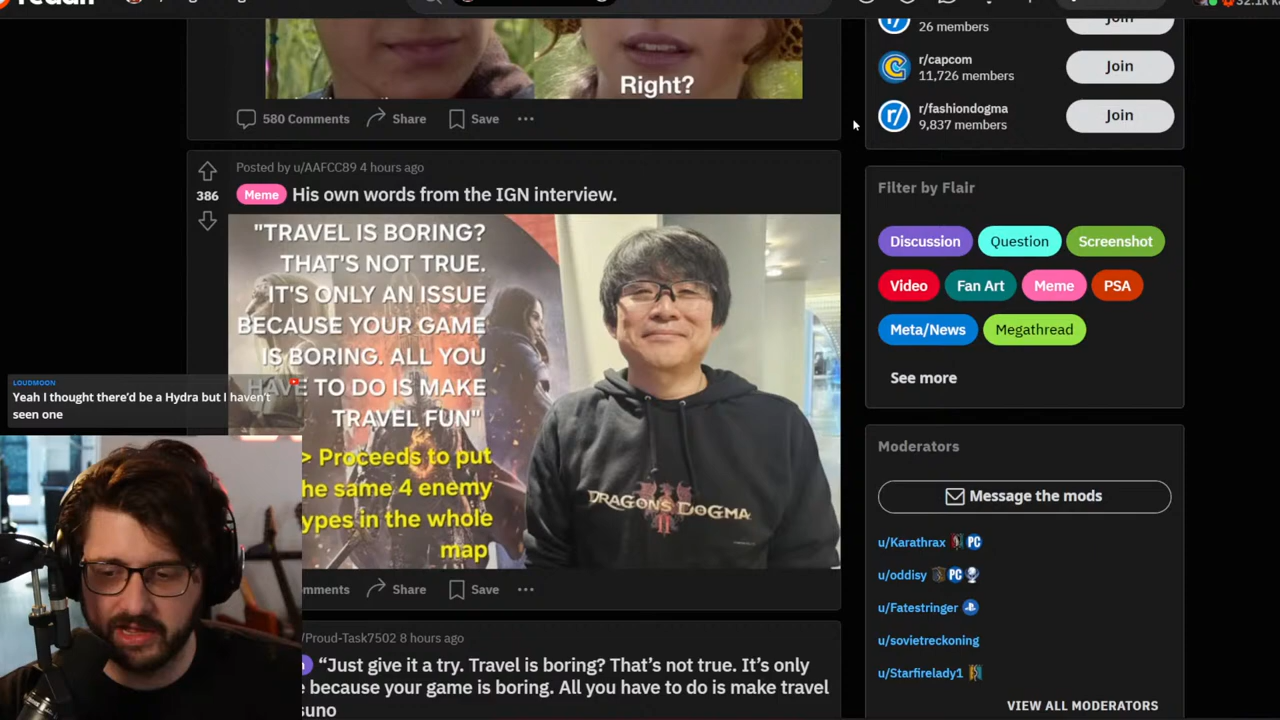 26 members
Join
r/capcom
11,726 members
Join
r/fashiondogma
9,837 members
Join
Right?
580 Comments
Share
Save
Posted by u/AAFCC89 4 hours ago
386
Meme
His own words from the IGN interview.
"TRAVEL IS BORING?
THAT'S NOT TRUE.
IT'S ONLY AN ISSUE
BECAUSE YOUR GAME
IS BORING. ALL YOU
HAVE TO DO IS MAKE
TRAVEL FUN"
> Proceeds to put
he same 4 enemy
ypes in the whole
map
DRAGON'S DOGMA
II
LOUDMOON
Yeah I thought there'd be a Hydra but I haven't
seen one
mments
Share
Save
/Proud-Task7502 8 hours ago
"Just give it a try. Travel is boring? That's not true. It's only
because your game is boring. All you have to do is make travel
Filter by Flair
Discussion
Question
Screenshot
Video
Fan Art
Meme
PSA
Meta/News
Megathread
See more
Moderators
Message the mods
u/Karathrax
PC
u/oddisy
PC
u/Fatestringer
u/sovietreckoning
u/Starfirelady1
VIEW ALL MODERATORS